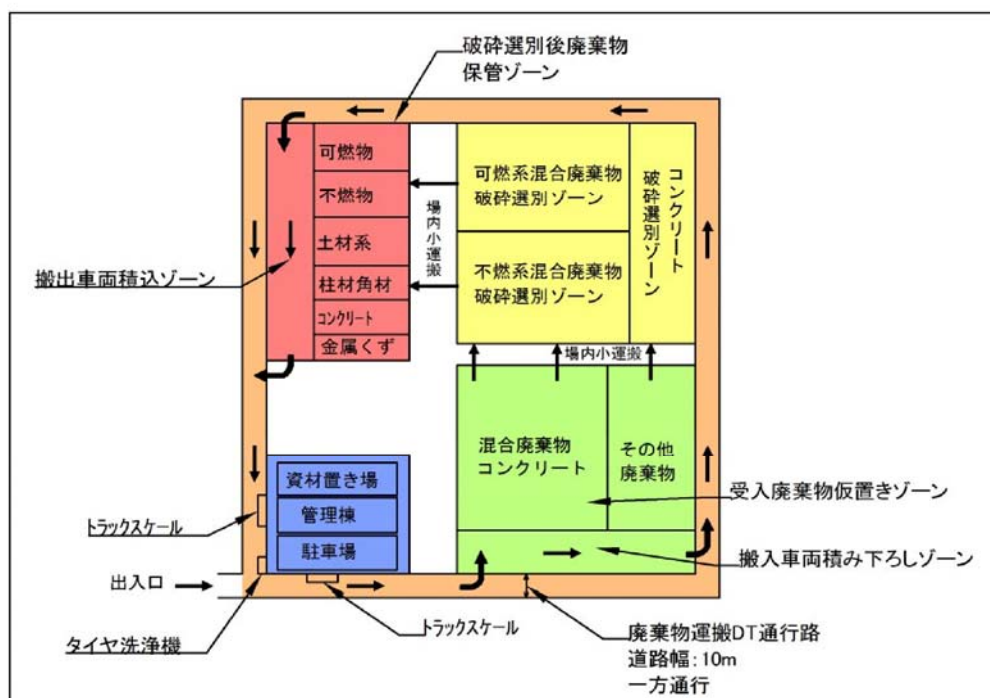 破砕選別後廃棄物
保管ゾーン
可燃物
不燃物
土材系
柱材角材
コンクリート
金属くず
場内小運搬
可燃系混合廃棄物
破砕選別ゾーン
不燃系混合廃棄物
破砕選別ゾーン
コンクリート
破砕選別ゾーン
搬出車両積込ゾーン
場内小運搬
混合廃棄物
コンクリート
その他
廃棄物
受入廃棄物仮置きゾーン
資材置き場
管理棟
駐車場
トラックスケール
搬入車両積み下ろしゾーン
出入口
タイヤ洗浄機
トラックスケール
廃棄物運搬DT通行路
道路幅:10m
一方通行